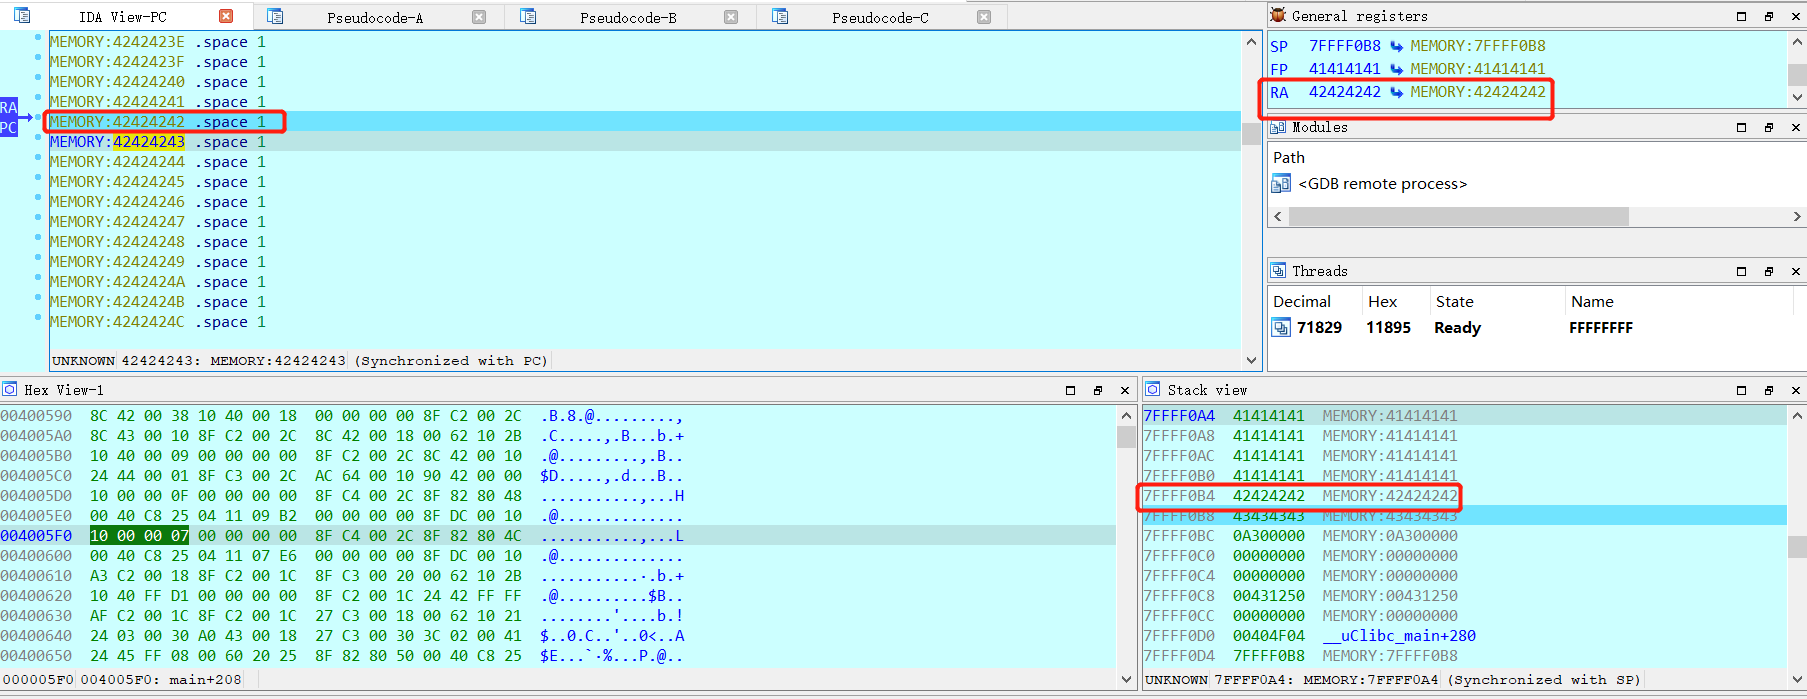 IDA View-PC
Pseudocode-A
Pseudocode-B
Pseudocode-C
RA
PC
MEMORY:4242423E .space 1
MEMORY:4242423F .space 1
MEMORY:42424240 .space 1
MEMORY:42424241 .space 1
MEMORY:42424242 .space 1
MEMORY:42424243 .space 1
MEMORY:42424244 .space 1
MEMORY:42424245 .space 1
MEMORY:42424246 .space 1
MEMORY:42424247 .space 1
MEMORY:42424248 .space 1
MEMORY:42424249 .space 1
MEMORY:4242424A .space 1
MEMORY:4242424B .space 1
MEMORY:4242424C .space 1
UNKNOWN 42424243: MEMORY:42424243 (Synchronized with PC)
General registers
SP 7FFFF0B8 MEMORY:7FFFF0B8
FP 41414141 MEMORY:41414141
RA 42424242 MEMORY:42424242
Modules
Path
<GDB remote process>
Threads
Decimal Hex State Name
71829 11895 Ready FFFFFFFF
Hex View-1
00400590 8C 42 00 38 10 40 00 18 00 00 00 00 8F C2 00 2C .B.8.@.........,
004005A0 8C 43 00 10 8F C2 00 2C 8C 42 00 18 00 62 10 2B .C.....,.B...b.+
004005B0 10 40 00 09 00 00 00 00 8F C2 00 2C 8C 42 00 10 .@.........,.B..
004005C0 24 44 00 01 8F C3 00 2C AC 64 00 10 90 42 00 00 $D.....,.d...B..
004005D0 10 00 00 0F 00 00 00 00 8F C4 00 2C 8F 82 80 48 ...........,...H
004005E0 00 40 C8 25 04 11 09 B2 00 00 00 00 8F DC 00 10 .@.............
004005F0 10 00 00 07 00 00 00 00 8F C4 00 2C 8F 82 80 4C ...........,...L
00400600 00 40 C8 25 04 11 07 E6 00 00 00 00 8F DC 00 10 .@.............
00400610 A3 C2 00 18 8F C2 00 1C 8F C3 00 20 00 62 10 2B ........... .b.+
00400620 10 40 FF D1 00 00 00 00 8F C2 00 1C 24 42 FF FF .@..........$B..
00400630 AF C2 00 1C 8F C2 00 1C 27 C3 00 18 00 62 10 21 ........'....b.!
00400640 24 03 00 30 A0 43 00 18 27 C3 00 30 3C 02 00 41 $..0.C..'..0<..A
00400650 24 45 FF 08 00 60 20 25 8F 82 80 50 00 40 C8 25 $E...`·%...P.@..
000005F0 004005F0: main+208
Stack view
7FFFF0A4 41414141 MEMORY:41414141
7FFFF0A8 41414141 MEMORY:41414141
7FFFF0AC 41414141 MEMORY:41414141
7FFFF0B0 41414141 MEMORY:41414141
7FFFF0B4 42424242 MEMORY:42424242
7FFFF0B8 43434343 MEMORY:43434343
7FFFF0BC 0A300000 MEMORY:0A300000
7FFFF0C0 00000000 MEMORY:00000000
7FFFF0C4 00000000 MEMORY:00000000
7FFFF0C8 00431250 MEMORY:00431250
7FFFF0CC 00000000 MEMORY:00000000
7FFFF0D0 00404F04 __uClibc_main+280
7FFFF0D4 7FFFF0B8 MEMORY:7FFFF0B8
UNKNOWN 7FFFF0A4: MEMORY:7FFFF0A4 (Synchronized with SP)